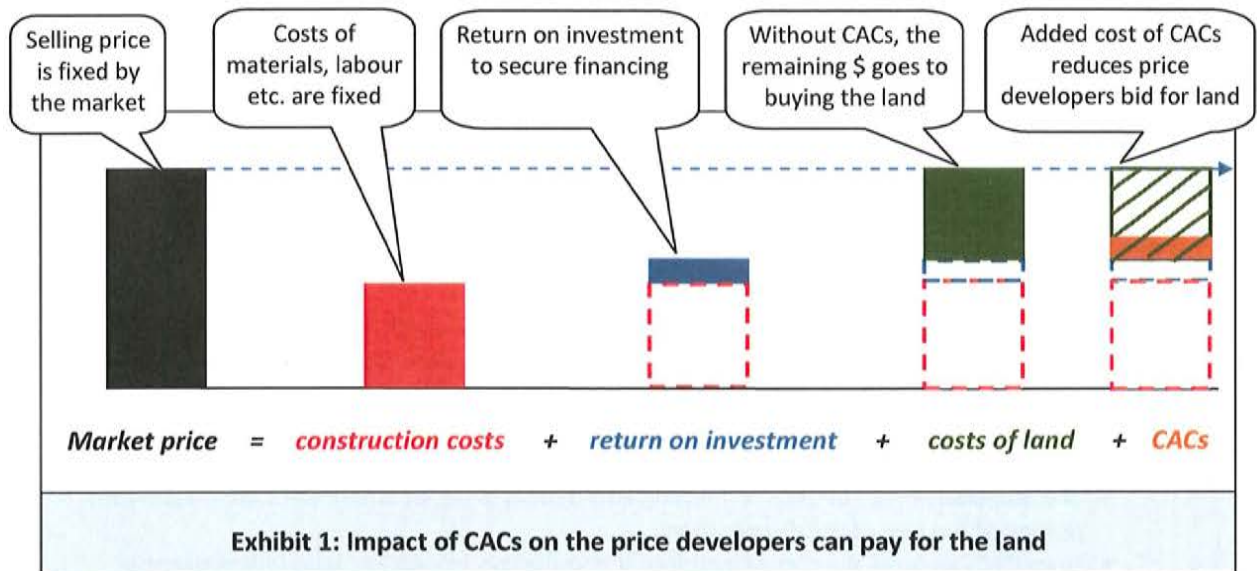 Selling price
is fixed by
the market
Costs of
materials, labour
etc. are fixed
Return on investment
to secure financing
Without CACs, the
remaining $ goes to
buying the land
Added cost of CACs
reduces price
developers bid for land
Market price = construction costs + return on investment + costs of land + CACs
Exhibit 1: Impact of CACs on the price developers can pay for the land